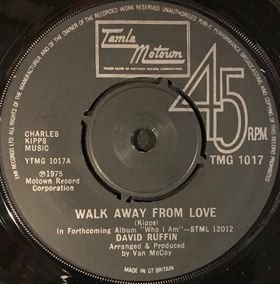 Tamla
Motown
TRADE MARK OF MOTOWN RECORD CORPORATION
45 RPM
TMG 1017
CHARLES
KIPPS
MUSIC
YTMG 1017A
℗1975
Motown Record
Corporation
WALK AWAY FROM LOVE
(Kipps)
In Forthcoming Album "Who I Am"—STML 12012
DAVID RUFFIN
Arranged & Produced
by Van McCoy
MADE IN GT BRITAIN